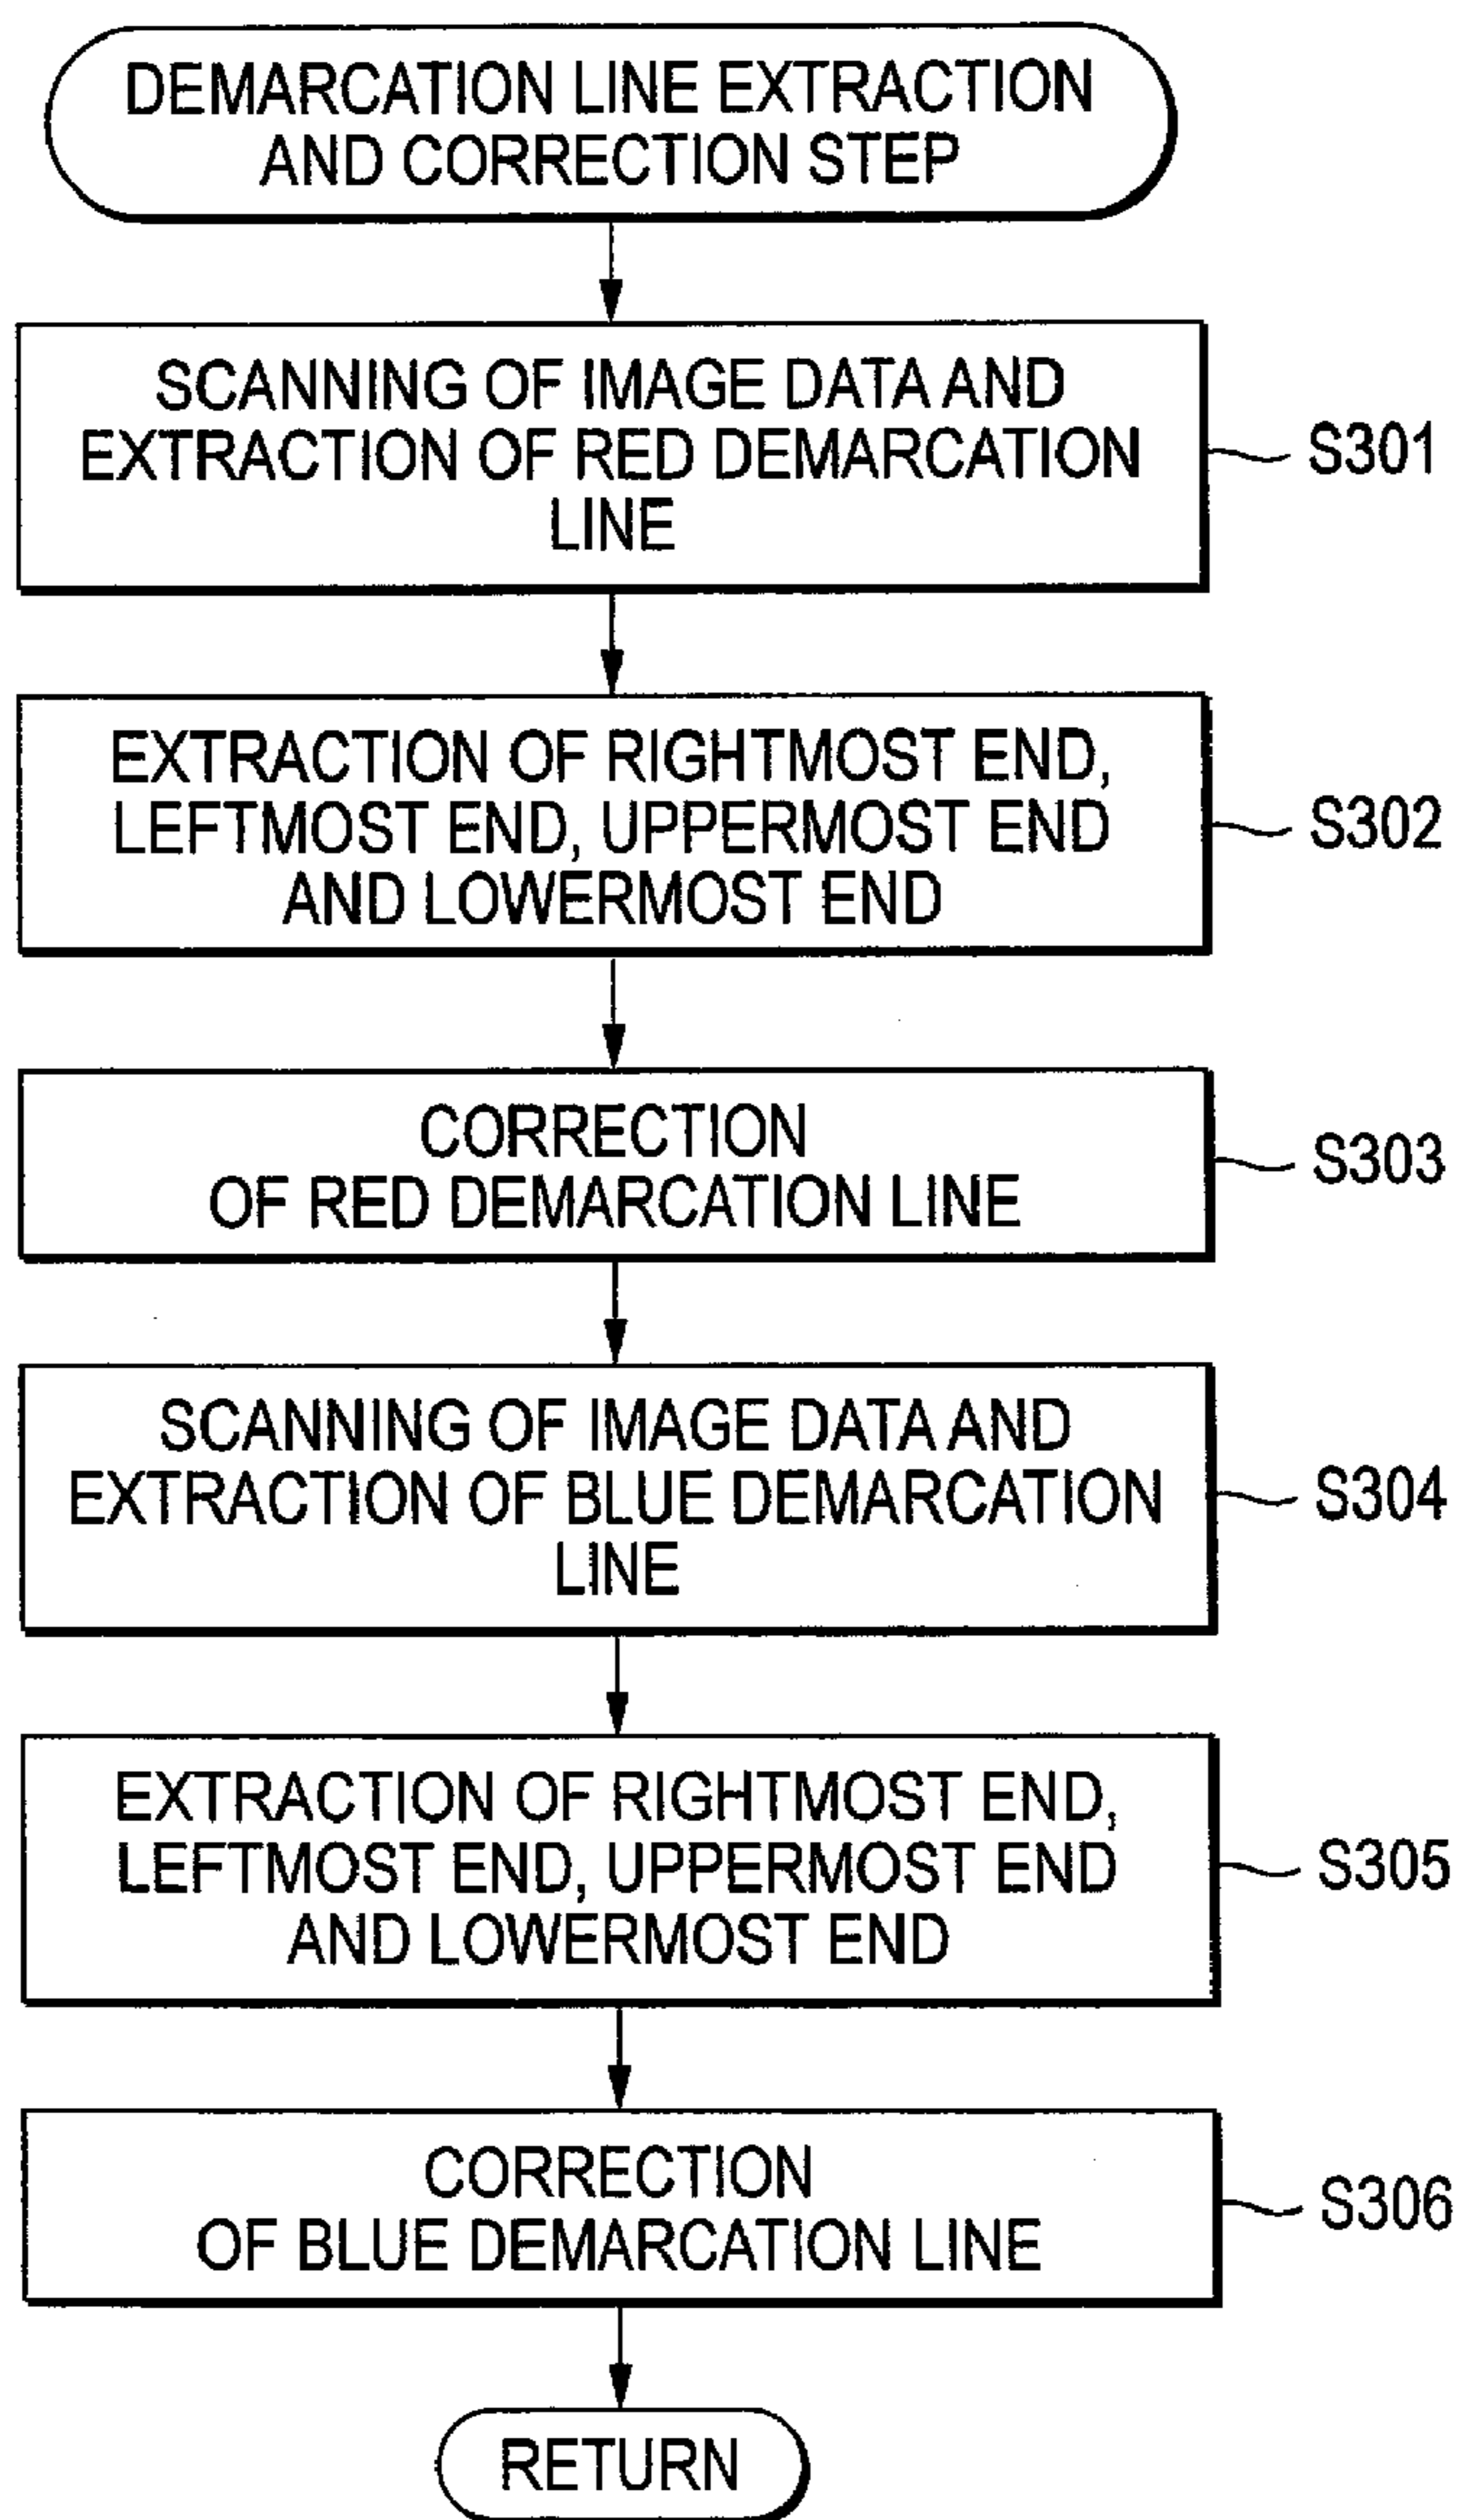 DEMARCATION LINE EXTRACTION
AND CORRECTION STEP
SCANNING OF IMAGE DATA AND
EXTRACTION OF RED DEMARCATION
LINE
S301
EXTRACTION OF RIGHTMOST END,
LEFTMOST END, UPPERMOST END
AND LOWERMOST END
S302
CORRECTION
OF RED DEMARCATION LINE
S303
SCANNING OF IMAGE DATA AND
EXTRACTION OF BLUE DEMARCATION
LINE
S304
EXTRACTION OF RIGHTMOST END,
LEFTMOST END, UPPERMOST END
AND LOWERMOST END
S305
CORRECTION
OF BLUE DEMARCATION LINE
S306
RETURN